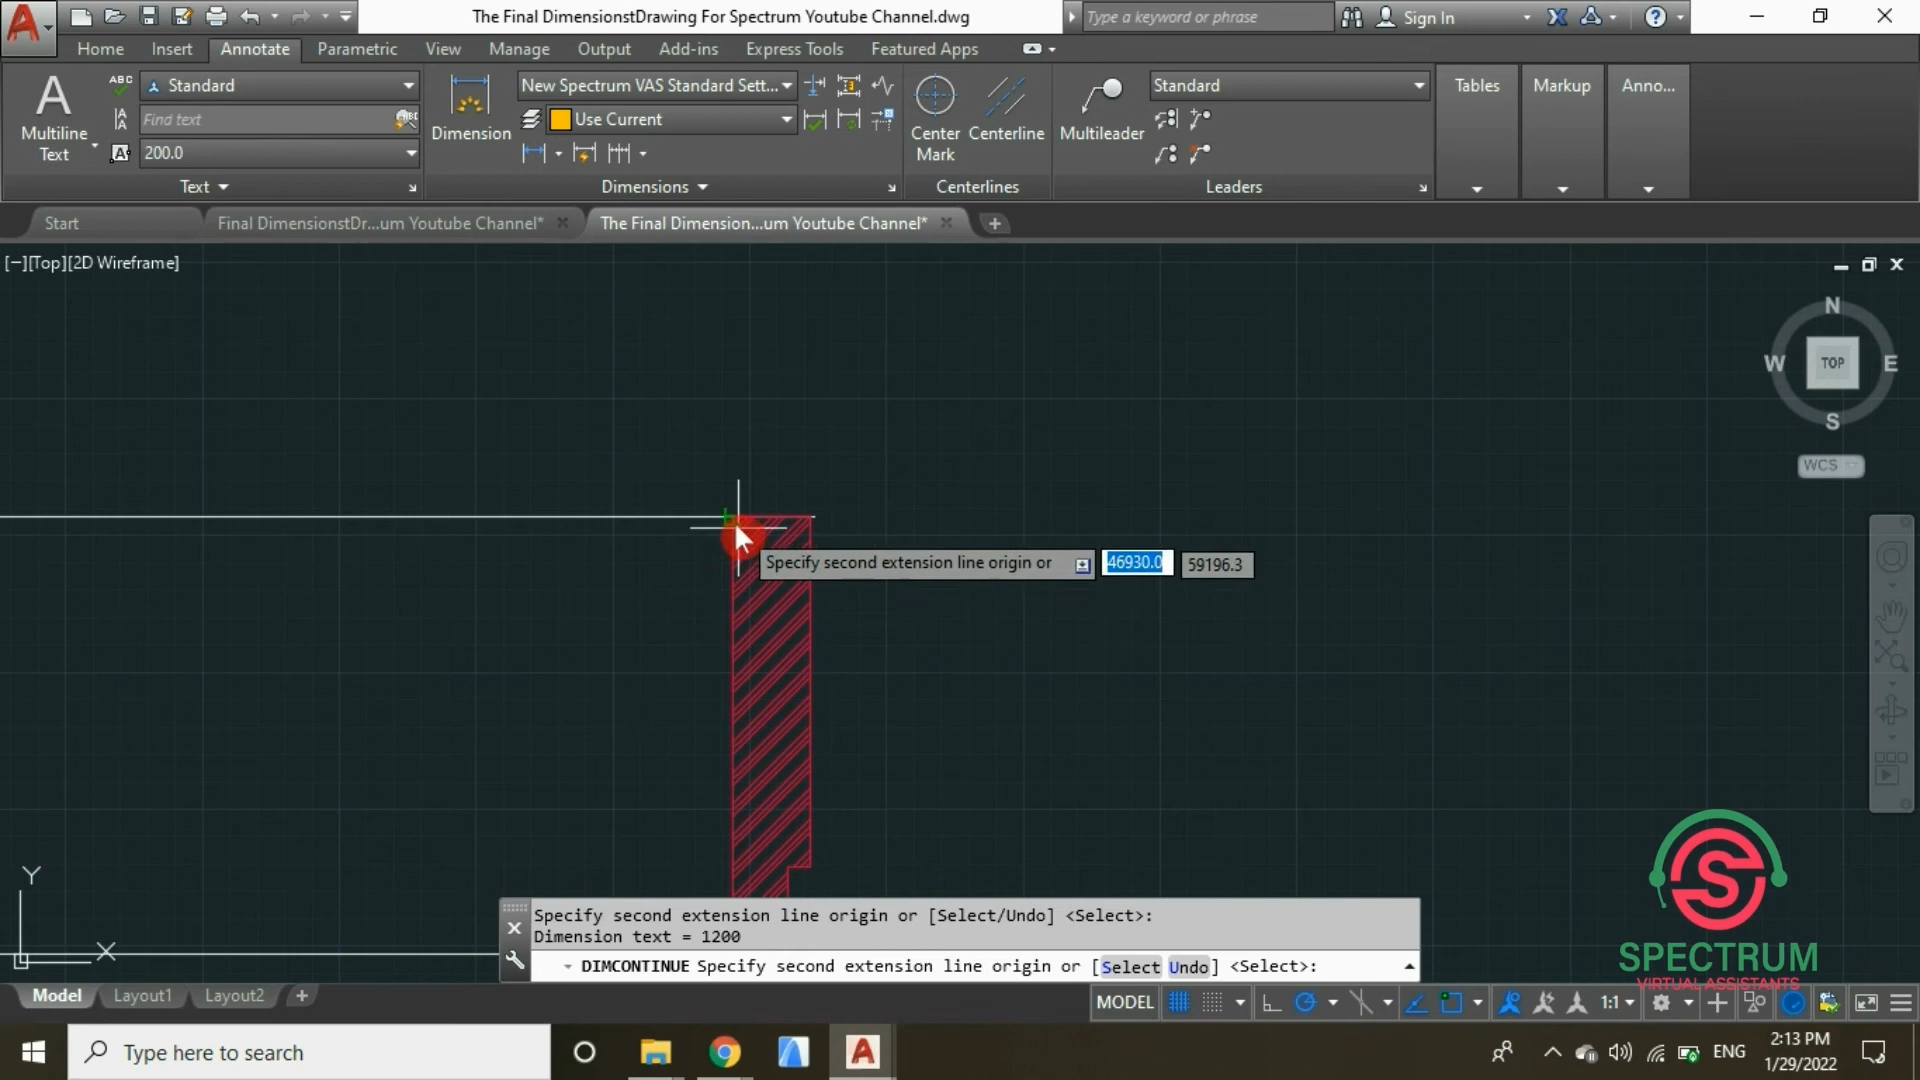 The Final DimensionstDrawing For Spectrum Youtube Channel.dwg
Type a keyword or phrase
Sign In
Home
Insert
Annotate
Parametric
View
Manage
Output
Add-ins
Express Tools
Featured Apps
A
Multiline
Text
ABC
Standard
Find text
200.0
Text
Dimension
New Spectrum VAS Standard Sett...
Use Current
Dimensions
Center
Mark
Centerline
Centerlines
Multileader
Standard
Leaders
Tables
Markup
Anno...
Start
Final DimensionstDr...um Youtube Channel*
The Final Dimension...um Youtube Channel*
[−][Top][2D Wireframe]
N
W
TOP
E
S
WCS
Specify second extension line origin or
46930.0
59196.3
Y
X
Specify second extension line origin or [Select/Undo] <Select>:
Dimension text = 1200
DIMCONTINUE Specify second extension line origin or [Select Undo] <Select>:
S
SPECTRUM
VIRTUAL ASSISTANTS
Model
Layout1
Layout2
MODEL
1:1
Type here to search
ENG
2:13 PM
1/29/2022